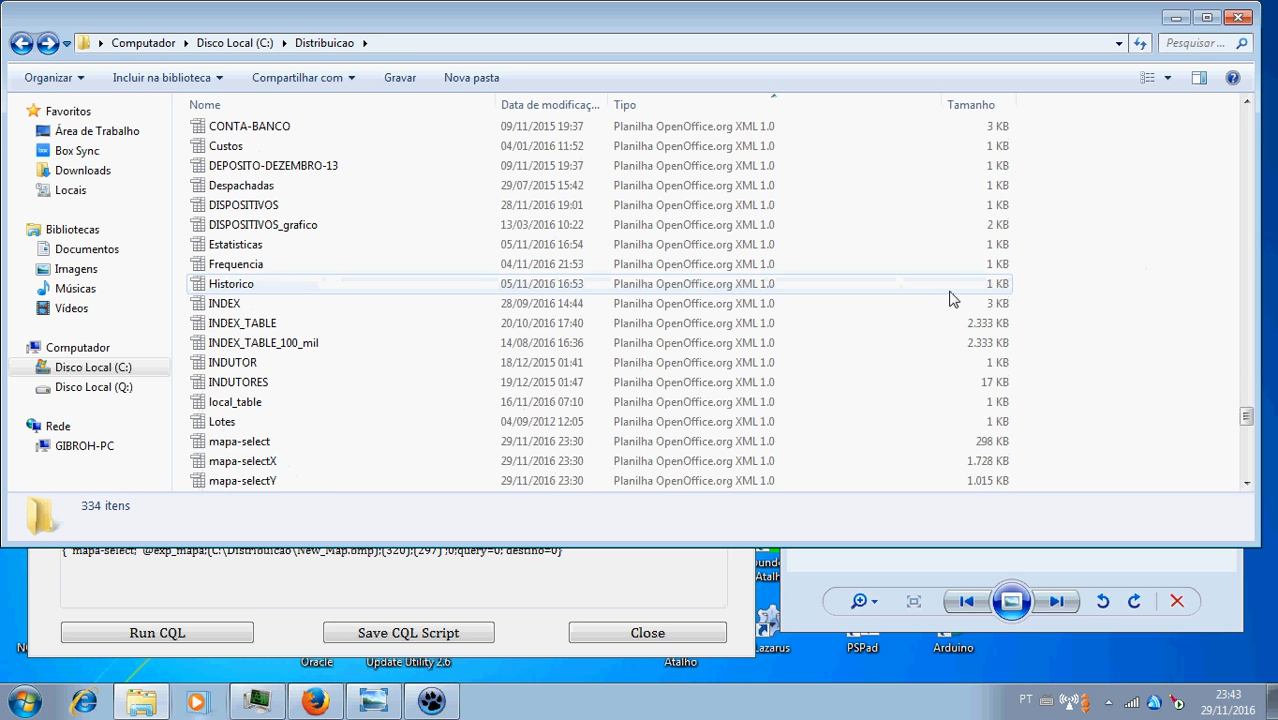 Computador Disco Local (C:) Distribuicao
Pesquisar ...
Organizar Incluir na biblioteca Compartilhar com Gravar Nova pasta
Nome Data de modificaç... Tipo Tamanho
Favoritos
Área de Trabalho
Box Sync
Downloads
Locais
Bibliotecas
Documentos
Imagens
Músicas
Vídeos
Computador
Disco Local (C:)
Disco Local (Q:)
Rede
GIBROH-PC
CONTA-BANCO 09/11/2015 19:37 Planilha OpenOffice.org XML 1.0 3 KB
Custos 04/01/2016 11:52 Planilha OpenOffice.org XML 1.0 1 KB
DEPOSITO-DEZEMBRO-13 09/11/2015 19:37 Planilha OpenOffice.org XML 1.0 1 KB
Despachadas 29/07/2015 15:42 Planilha OpenOffice.org XML 1.0 1 KB
DISPOSITIVOS 28/11/2016 19:01 Planilha OpenOffice.org XML 1.0 1 KB
DISPOSITIVOS_grafico 13/03/2016 10:22 Planilha OpenOffice.org XML 1.0 2 KB
Estatisticas 05/11/2016 16:54 Planilha OpenOffice.org XML 1.0 1 KB
Frequencia 04/11/2016 21:53 Planilha OpenOffice.org XML 1.0 1 KB
Historico 05/11/2016 16:53 Planilha OpenOffice.org XML 1.0 1 KB
INDEX 28/09/2016 14:44 Planilha OpenOffice.org XML 1.0 3 KB
INDEX_TABLE 20/10/2016 17:40 Planilha OpenOffice.org XML 1.0 2.333 KB
INDEX_TABLE_100_mil 14/08/2016 16:36 Planilha OpenOffice.org XML 1.0 2.333 KB
INDUTOR 18/12/2015 01:41 Planilha OpenOffice.org XML 1.0 1 KB
INDUTORES 19/12/2015 01:47 Planilha OpenOffice.org XML 1.0 17 KB
local_table 16/11/2016 07:10 Planilha OpenOffice.org XML 1.0 1 KB
Lotes 04/09/2012 12:05 Planilha OpenOffice.org XML 1.0 1 KB
mapa-select 29/11/2016 23:30 Planilha OpenOffice.org XML 1.0 298 KB
mapa-selectX 29/11/2016 23:30 Planilha OpenOffice.org XML 1.0 1.728 KB
mapa-selectY 29/11/2016 23:30 Planilha OpenOffice.org XML 1.0 1.015 KB
334 itens
{ mapa-select; @exp_mapa:(C:\Distribuicao\New_Map.bmp):(320):(297) :0;query=0; destino=0}
Run CQL Save CQL Script Close
Atalho
Oracle Update Utility 2.6 Atalho Lazarus PSPad Arduino
PT 23:43
29/11/2016